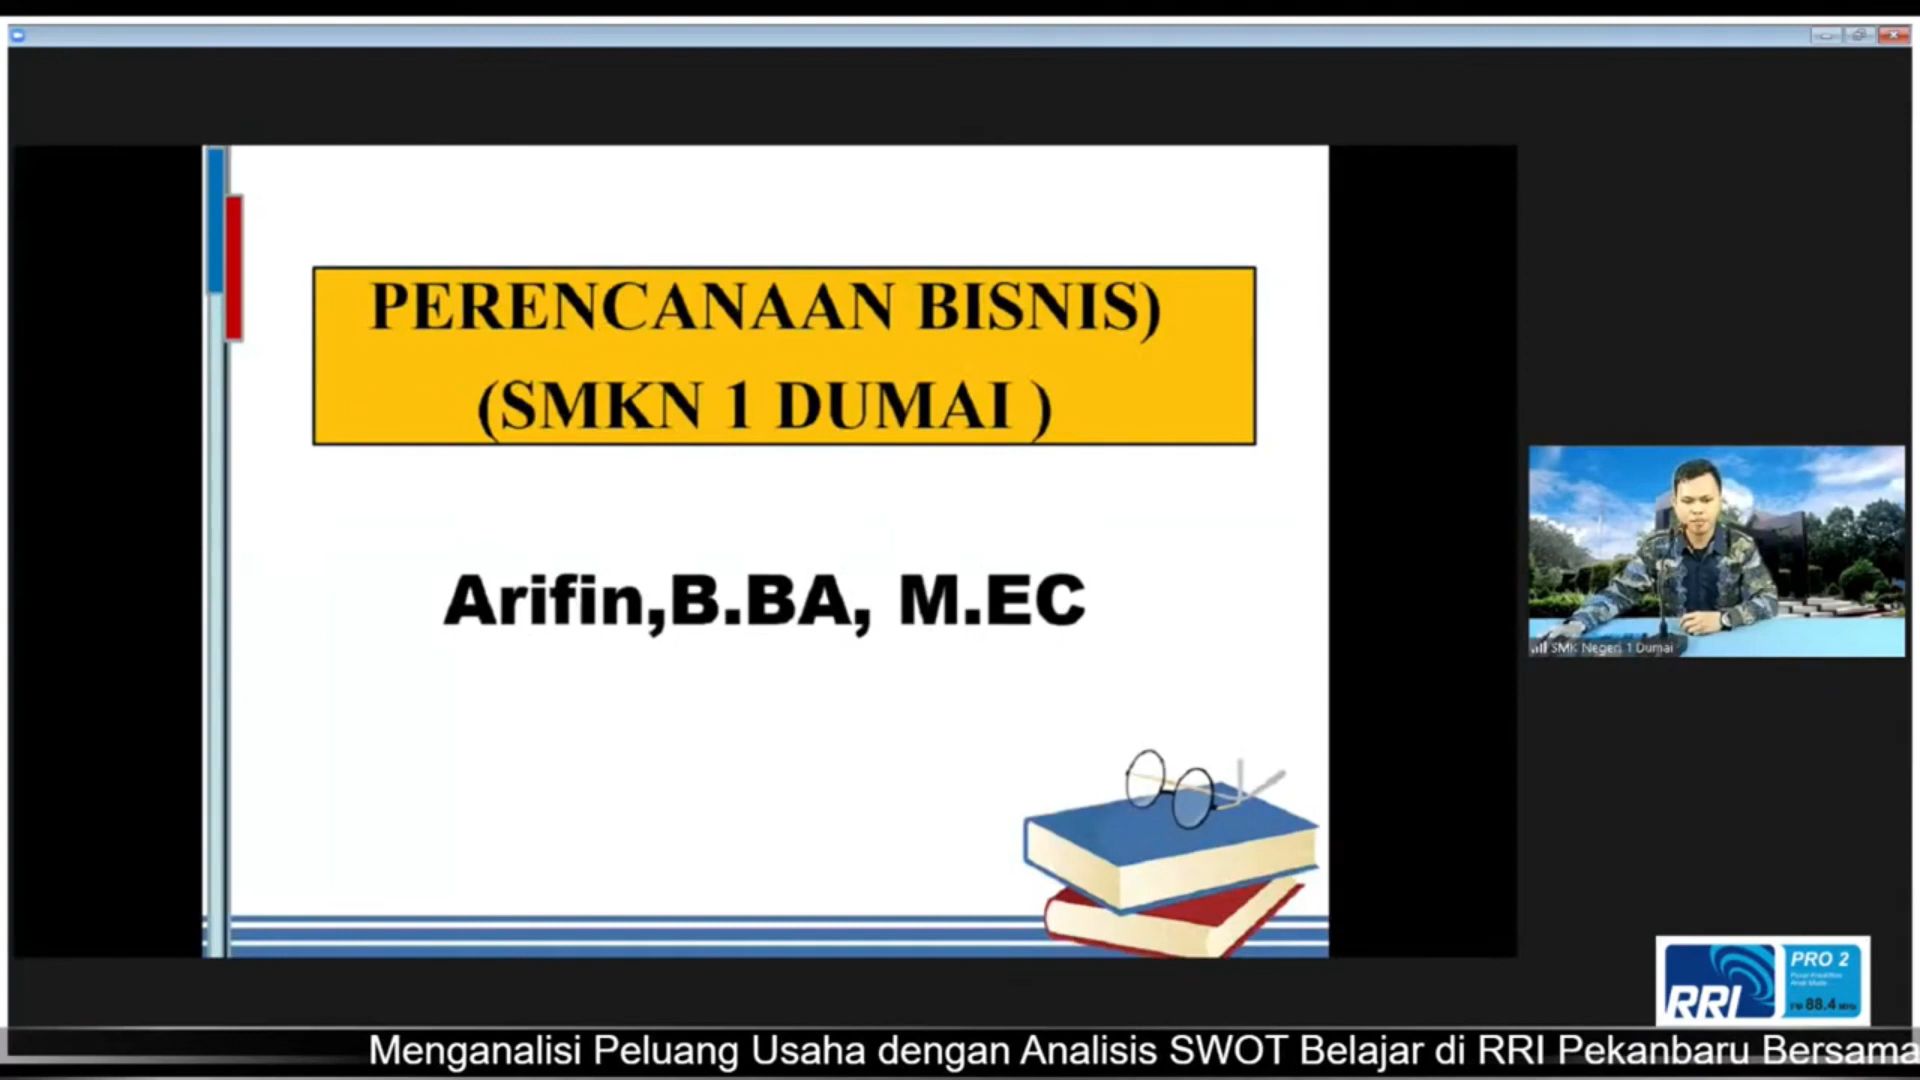 PERENCANAAN BISNIS)
(SMKN 1 DUMAI )
Arifin,B.BA, M.EC
SMK Negeri 1 Dumai
PRO 2
RRI
88.4
Menganalisi Peluang Usaha dengan Analisis SWOT Belajar di RRI Pekanbaru Bersama